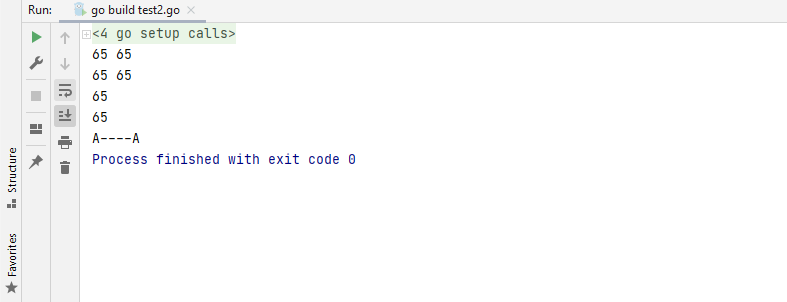 Run: go build test2.go
<4 go setup calls>
65 65
65 65
65
65
A----A
Process finished with exit code 0
Structure
Favorites